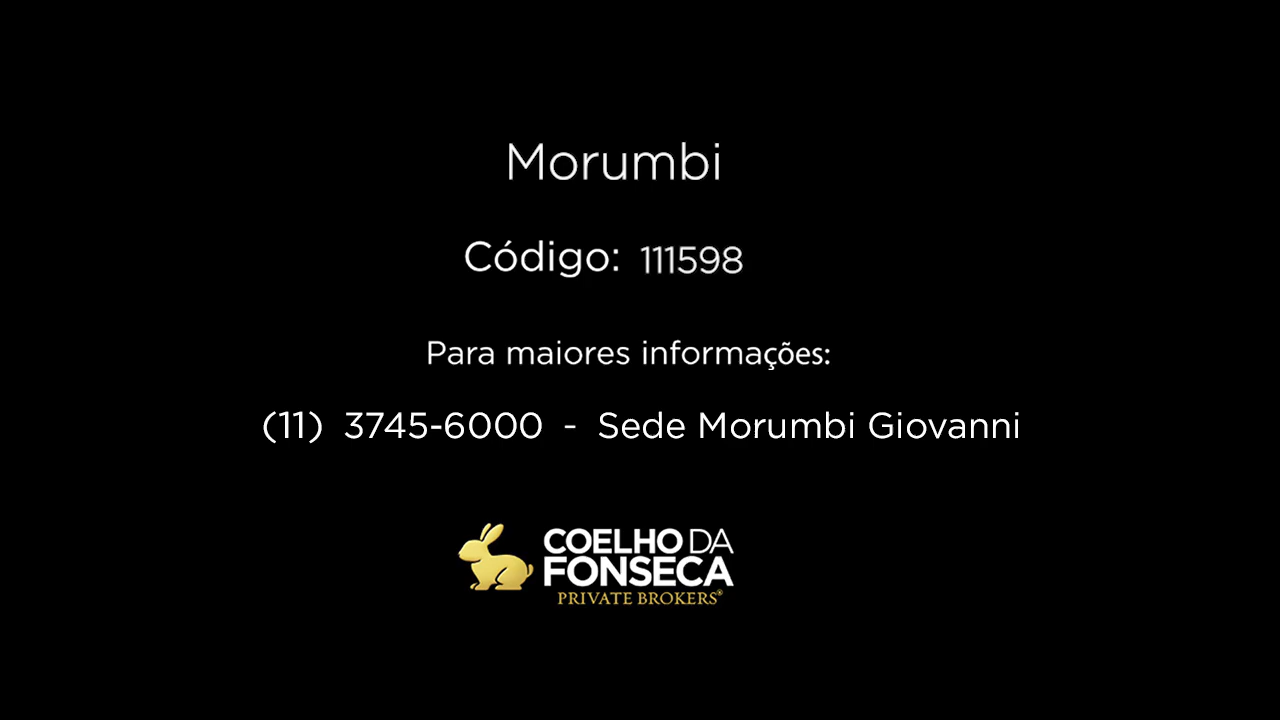 Morumbi
Código: 111598
Para maiores informações:
(11) 3745-6000 - Sede Morumbi Giovanni
COELHO DA
FONSECA
PRIVATE BROKERS®